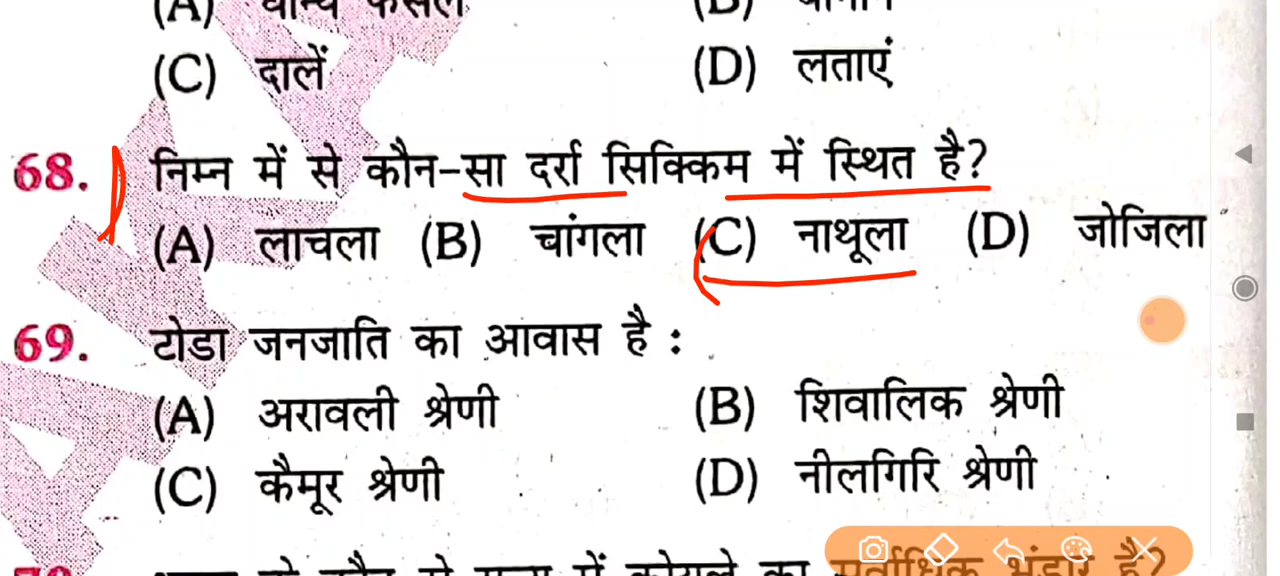 (C) दालें (D) लताएं
68. निम्न में से कौन-सा दर्रा सिक्किम में स्थित है?
(A) लाचला (B) चांगला (C) नाथूला (D) जोजिला
69. टोडा जनजाति का आवास है :
(A) अरावली श्रेणी (B) शिवालिक श्रेणी
(C) कैमूर श्रेणी (D) नीलगिरि श्रेणी